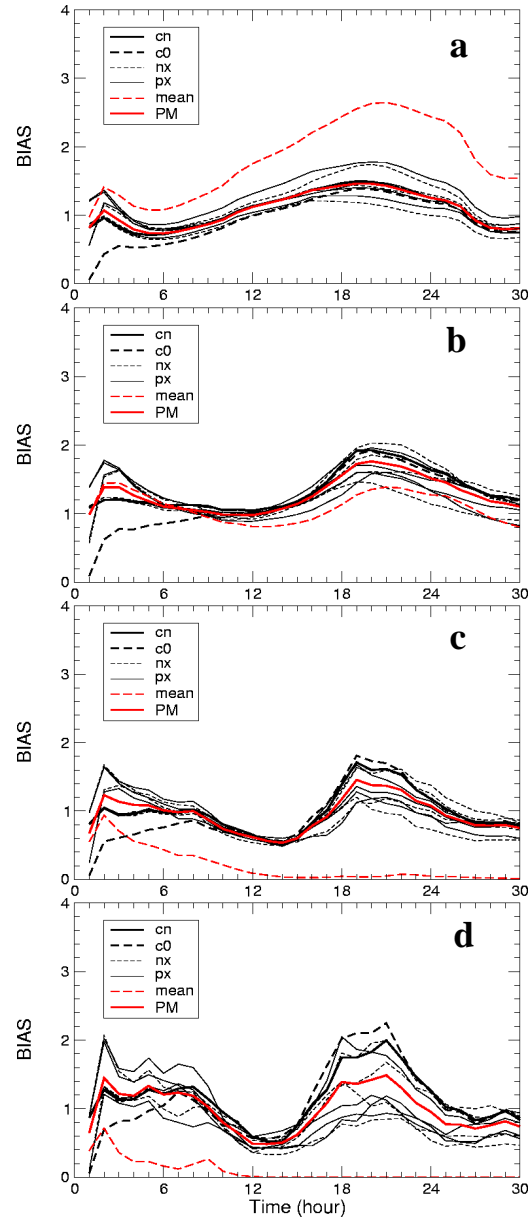 4
3
2
1
0
BIAS
cn
c0
nx
px
mean
PM
a
0 6 12 18 24 30
4
3
2
1
0
BIAS
cn
c0
nx
px
mean
PM
b
0 6 12 18 24 30
4
3
2
1
0
BIAS
cn
c0
nx
px
mean
PM
c
0 6 12 18 24 30
4
3
2
1
0
BIAS
cn
c0
nx
px
mean
PM
d
0 6 12 18 24 30
Time (hour)